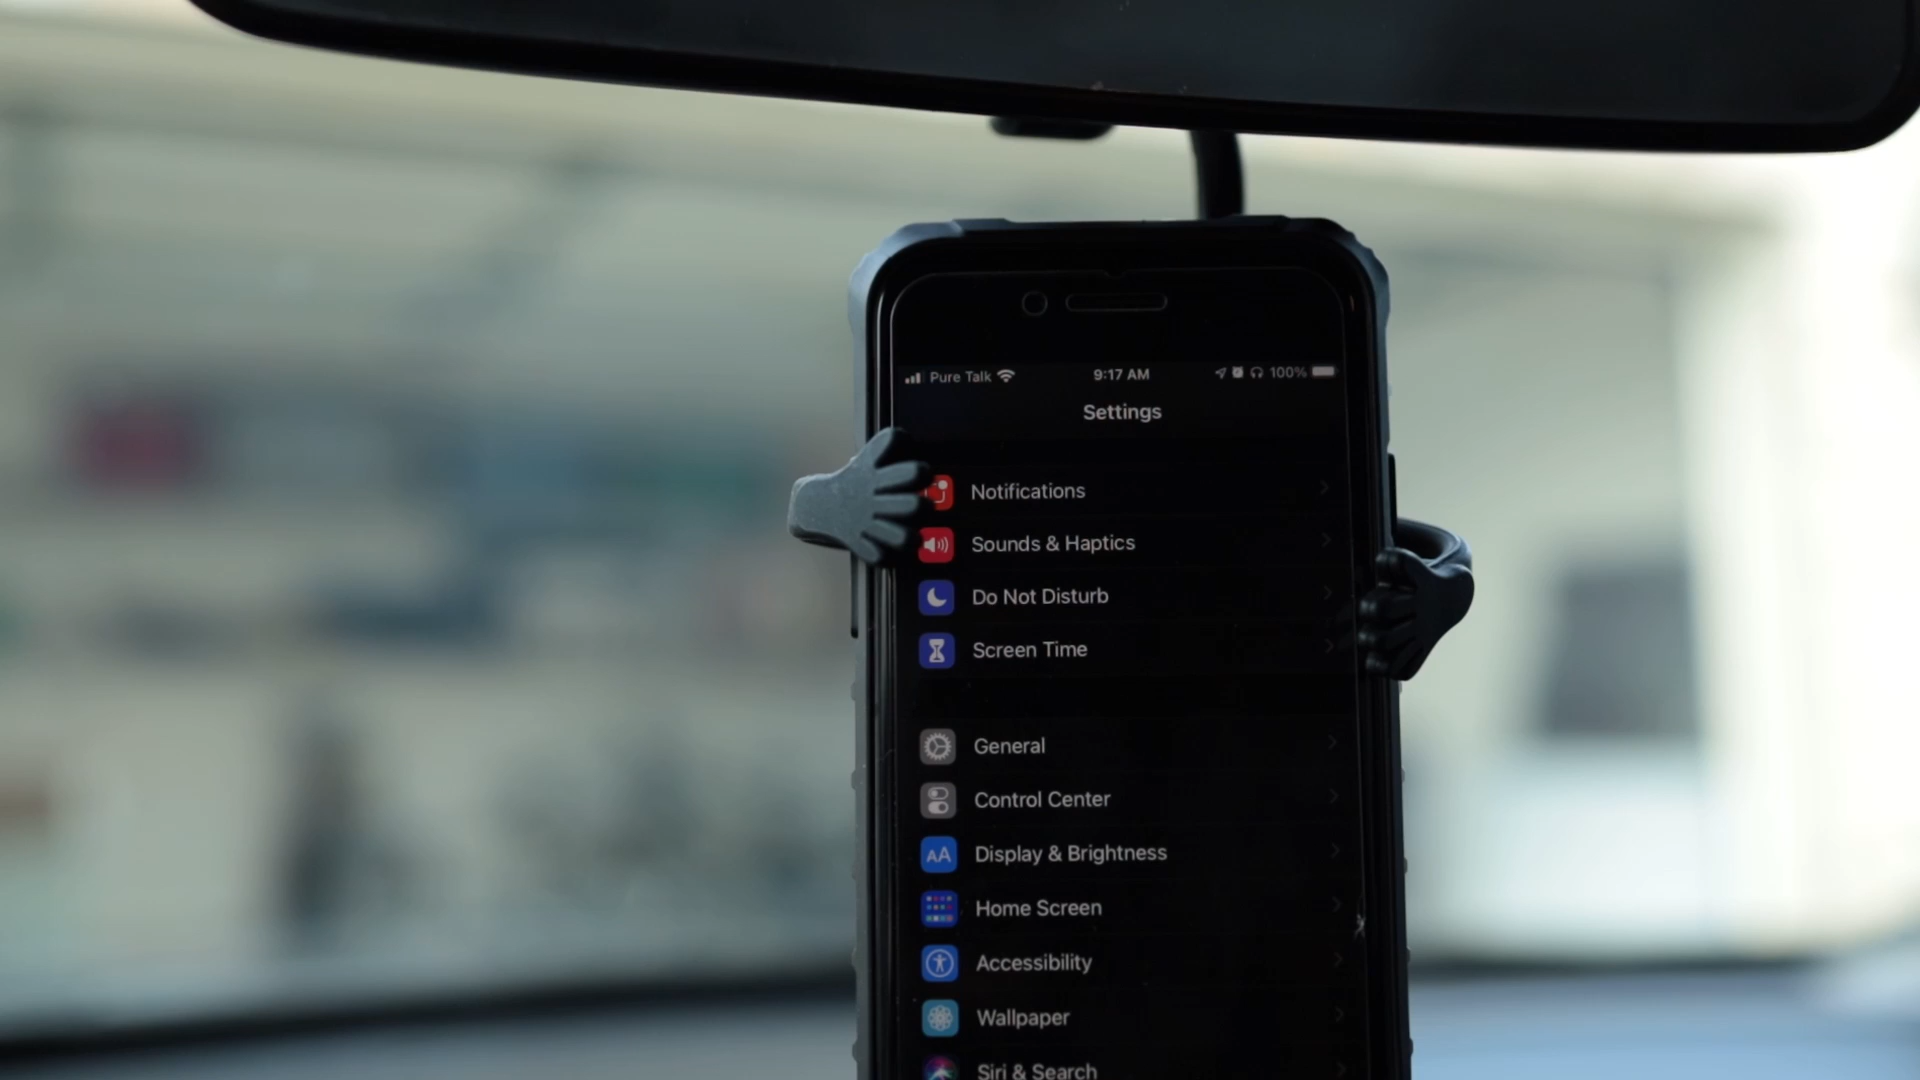 Pure Talk 9:17 AM 100%
Settings
Notifications
Sounds & Haptics
Do Not Disturb
Screen Time
General
Control Center
AA Display & Brightness
Home Screen
Accessibility
Wallpaper
Siri & Search